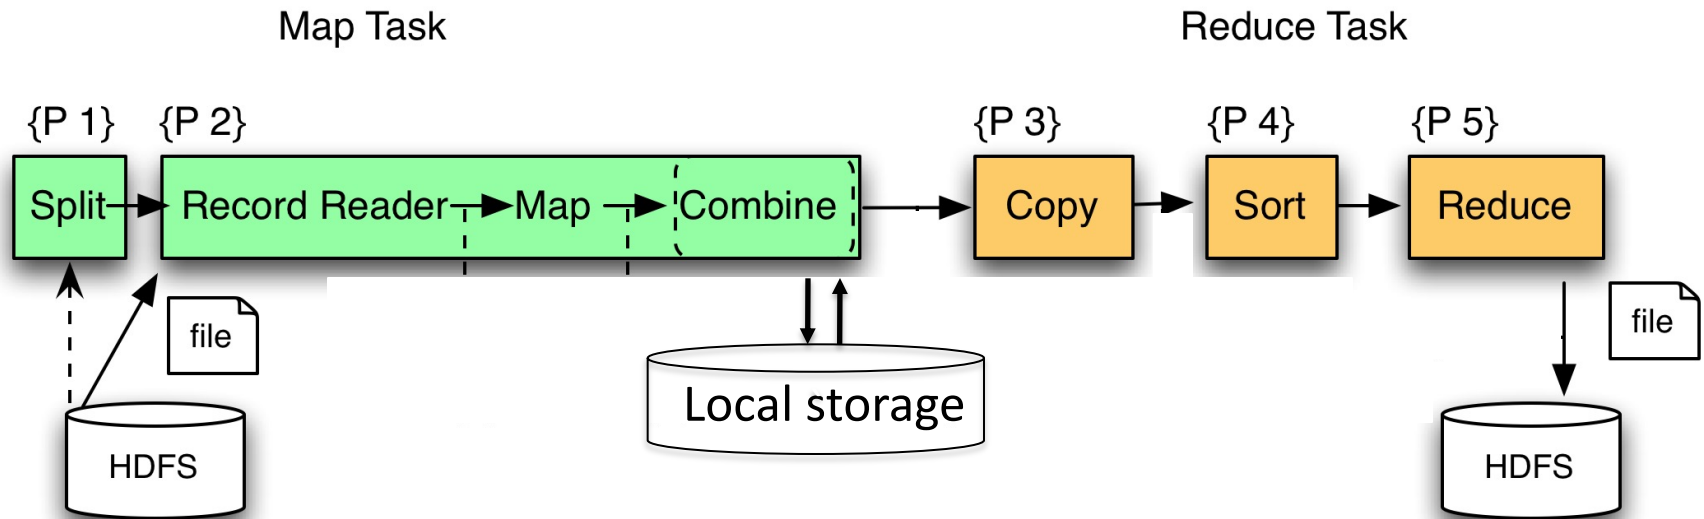 Map Task
Reduce Task
{P 1}
{P 2}
{P 3}
{P 4}
{P 5}
Split
Record Reader
Map
Combine
Copy
Sort
Reduce
file
file
Local storage
HDFS
HDFS